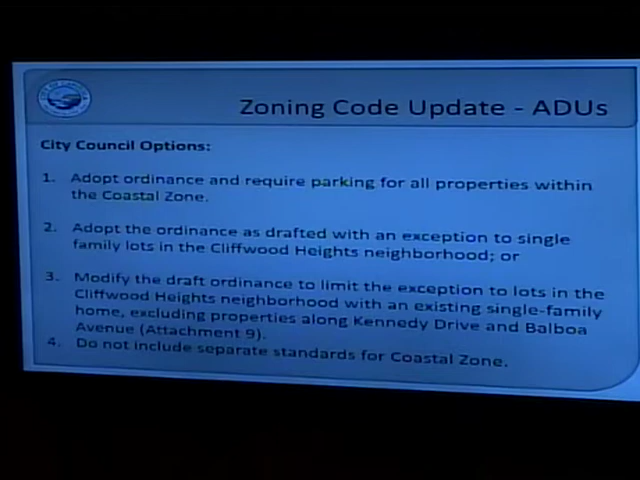 Zoning Code Update - ADUs
City Council Options:
1. Adopt ordinance and require parking for all properties within
the Coastal Zone.
2. Adopt the ordinance as drafted with an exception to single
family lots in the Cliffwood Heights neighborhood; or
3. Modify the draft ordinance to limit the exception to lots in the
Cliffwood Heights neighborhood with an existing single-family
home, excluding properties along Kennedy Drive and Balboa
Avenue (Attachment 9).
4. Do not include separate standards for Coastal Zone.